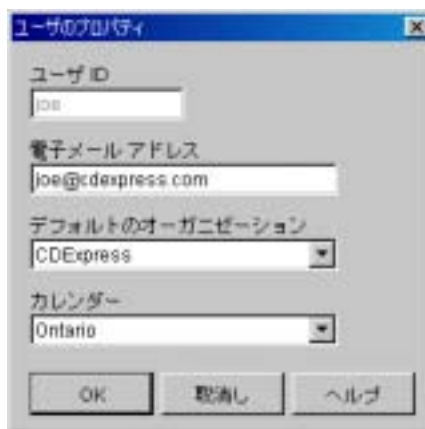 ユーザのプロパティ
ユーザ ID
joe
電子メール アドレス
joe@cdexpress.com
デフォルトのオーガニゼーション
CDExpress
カレンダー
Ontario
OK 取消し ヘルプ